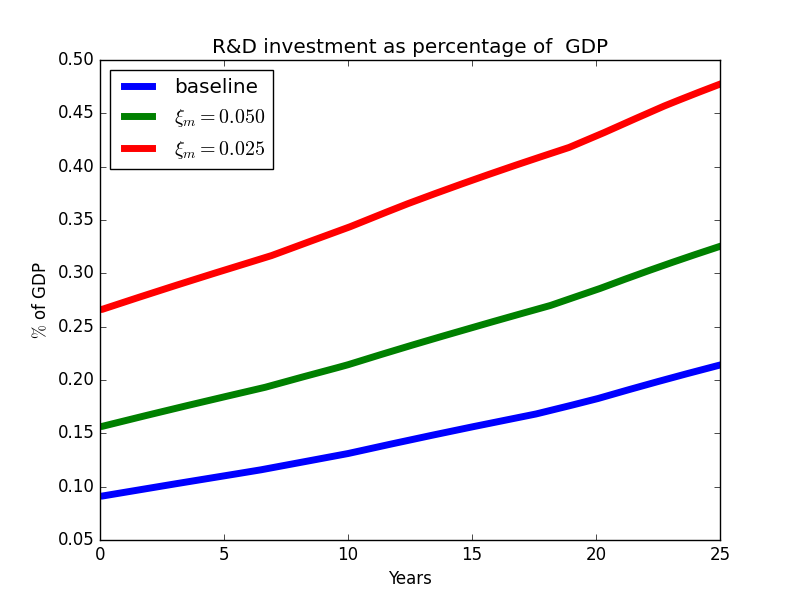 R&D investment as percentage of  GDP
baseline
ξₘ = 0.050
ξₘ = 0.025
% of GDP
0.50
0.45
0.40
0.35
0.30
0.25
0.20
0.15
0.10
0.05
0 5 10 15 20 25
Years